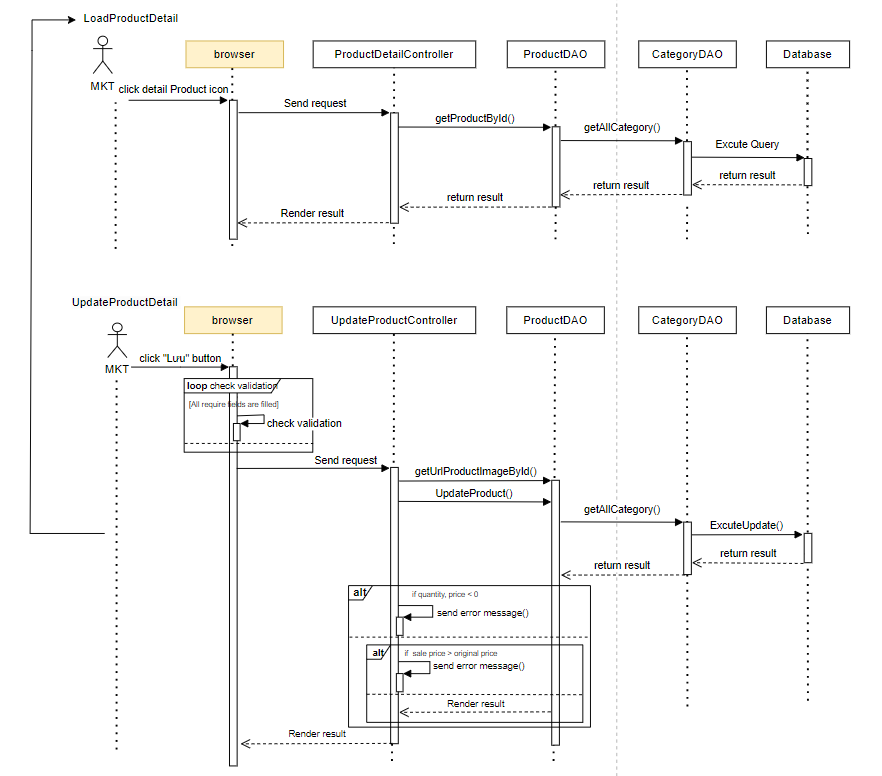 LoadProductDetail
browser
ProductDetailController
ProductDAO
CategoryDAO
Database
MKT
click detail Product icon
Send request
getProductById()
getAllCategory()
Excute Query
return result
return result
return result
Render result
UpdateProductDetail
browser
UpdateProductController
ProductDAO
CategoryDAO
Database
MKT
click "Lưu" button
loop check validation
[All require fields are filled]
check validation
Send request
getUrlProductImageById()
UpdateProduct()
getAllCategory()
ExcuteUpdate()
return result
return result
alt
if quantity, price < 0
send error message()
alt
if sale price > original price
send error message()
Render result
Render result